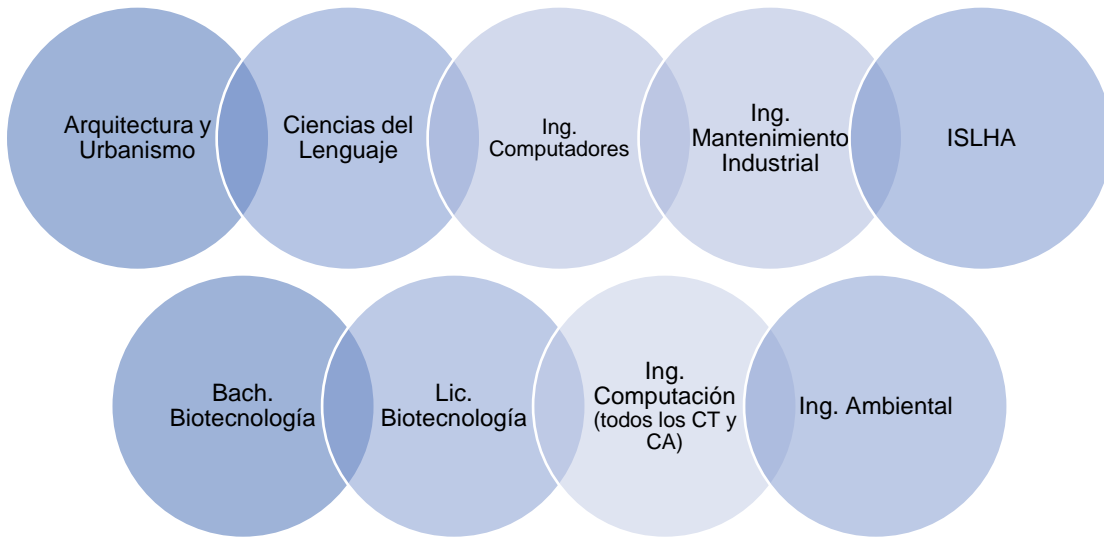 Arquitectura y
Urbanismo
Ciencias del
Lenguaje
Ing.
Computadores
Ing.
Mantenimiento
Industrial
ISLHA
Bach.
Biotecnología
Lic.
Biotecnología
Ing.
Computación
(todos los CT y
CA)
Ing. Ambiental